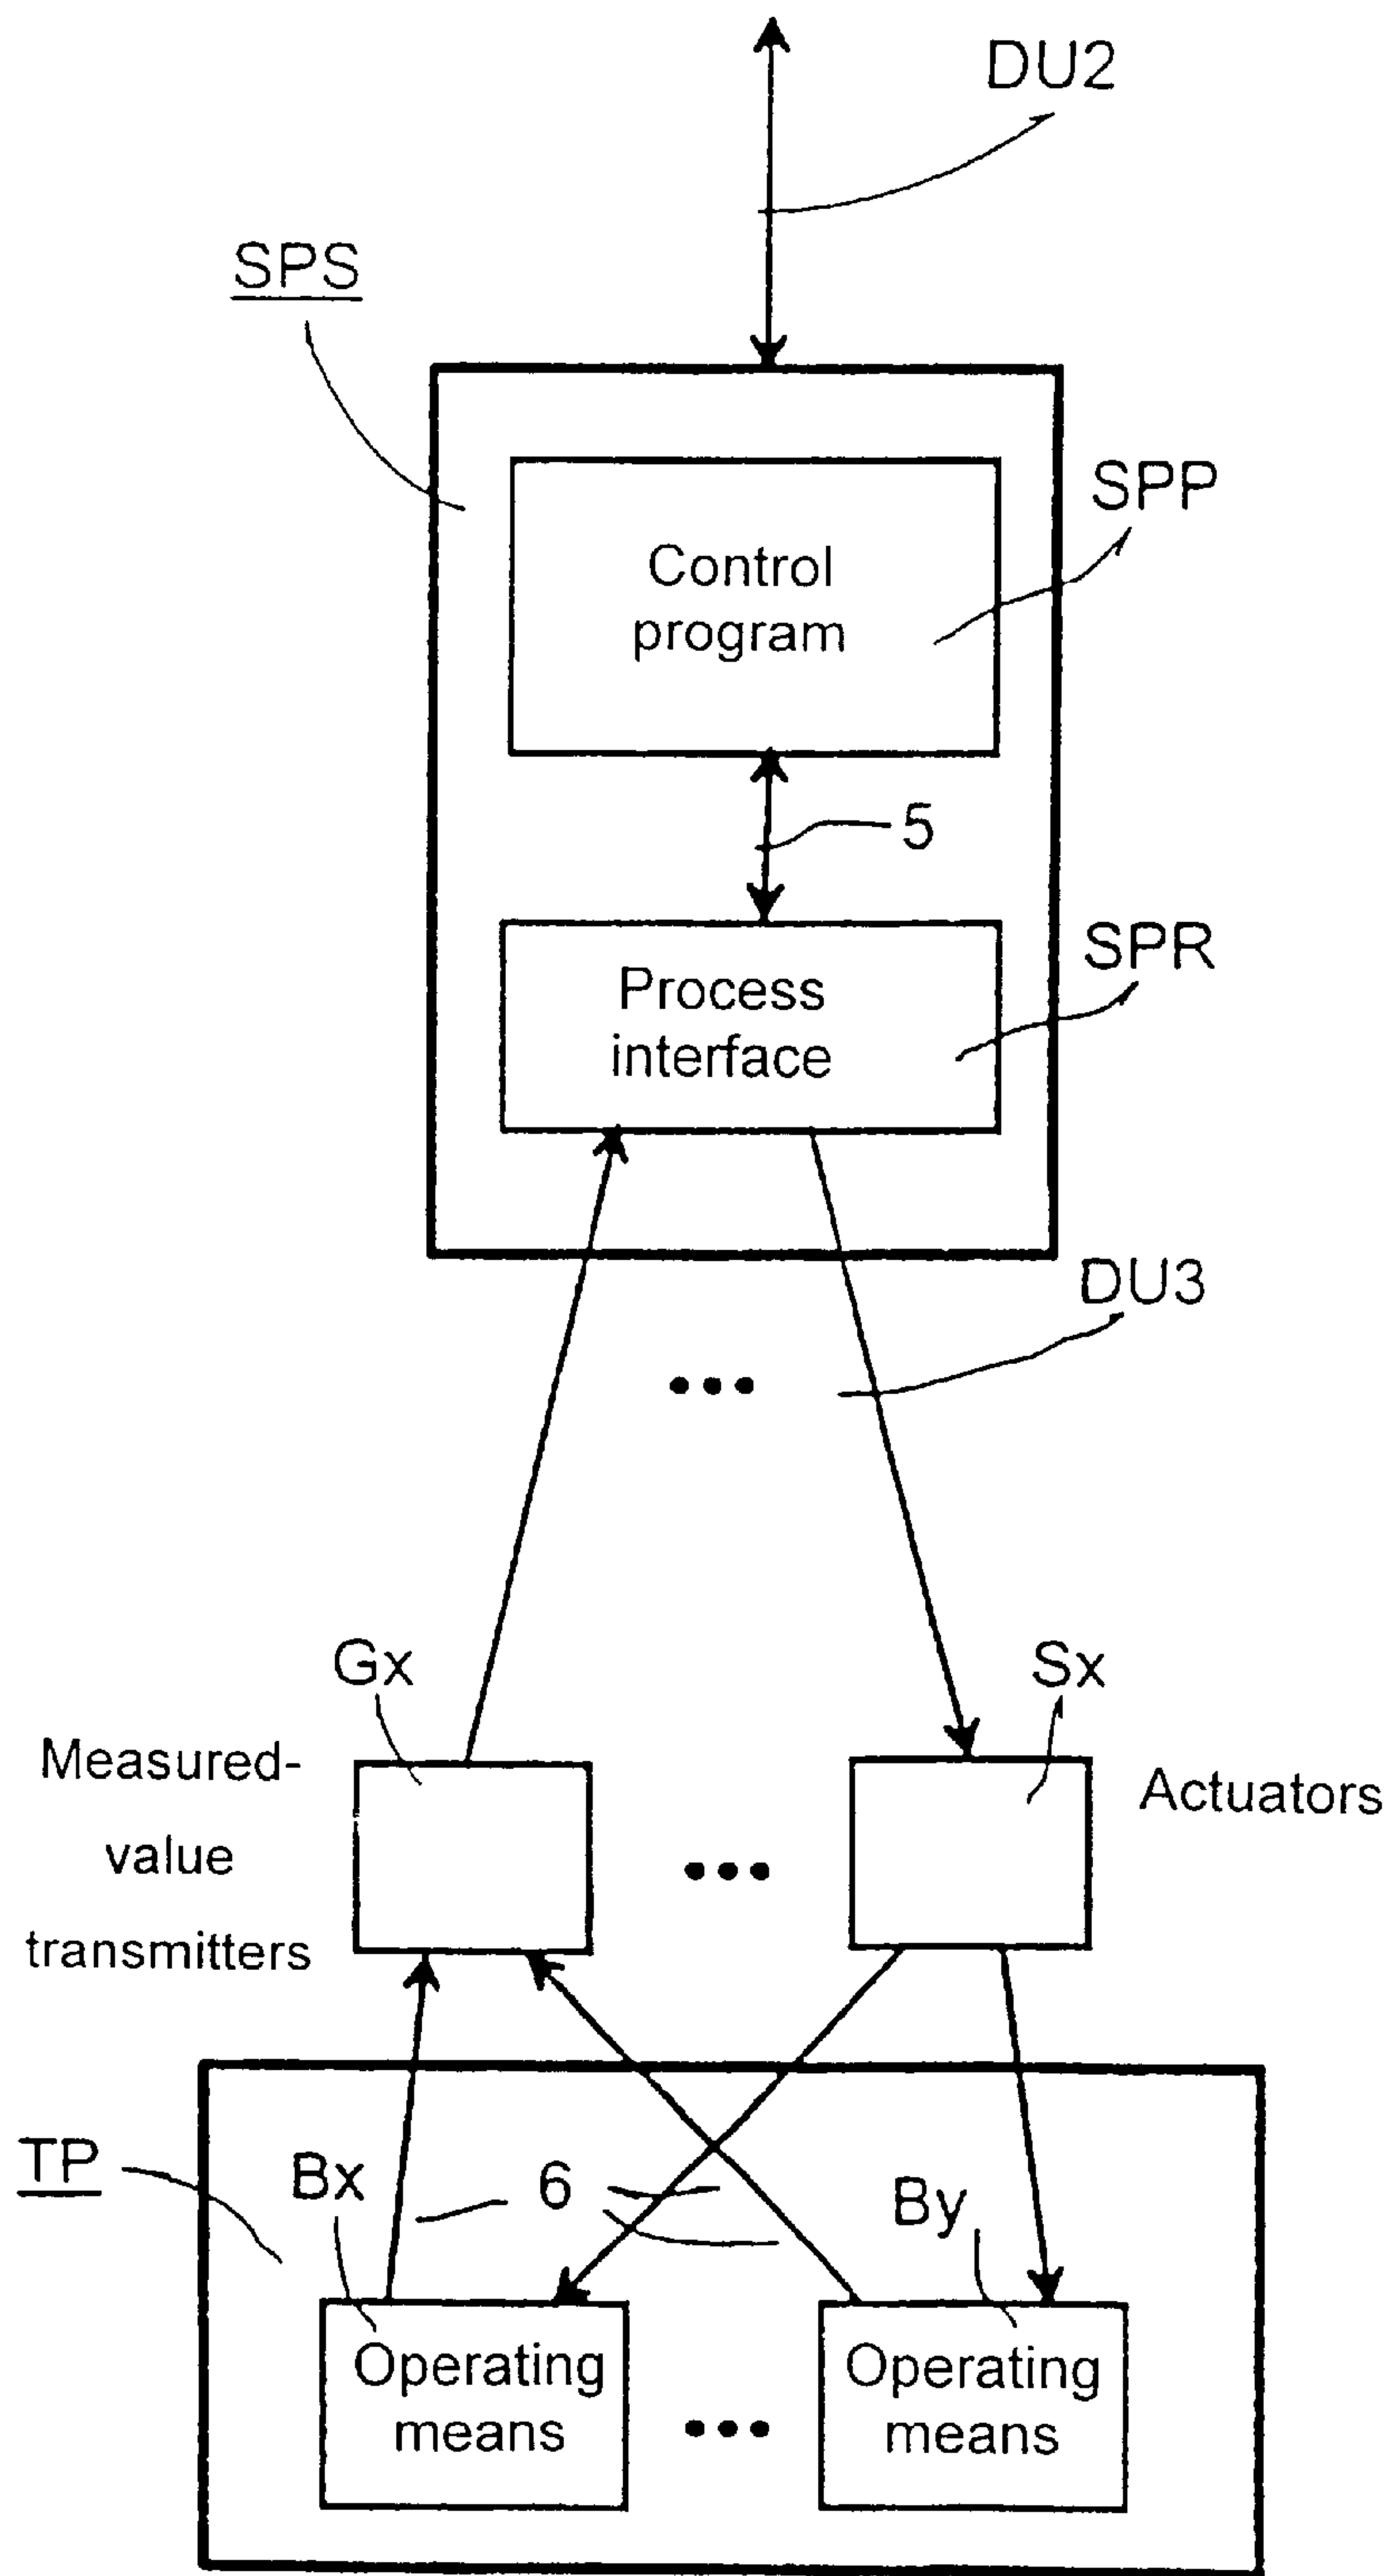 DU2
SPS
SPP
Control
program
5
SPR
Process
interface
DU3
Gx
Sx
Measured-
value
transmitters
Actuators
TP
Bx
6
By
Operating
means
Operating
means